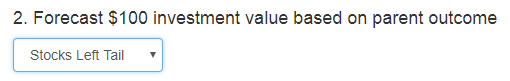 2. Forecast $100 investment value based on parent outcome
Stocks Left Tail